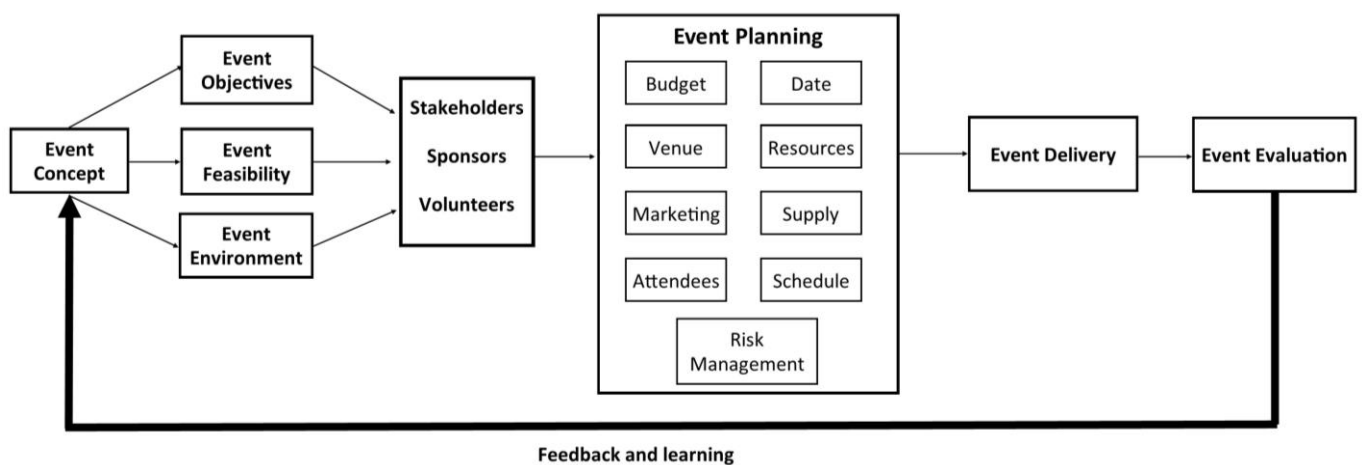 Event
Concept
Event
Objectives
Event
Feasibility
Event
Environment
Stakeholders
Sponsors
Volunteers
Event Planning
Budget
Date
Venue
Resources
Marketing
Supply
Attendees
Schedule
Risk
Management
Event Delivery
Event Evaluation
Feedback and learning